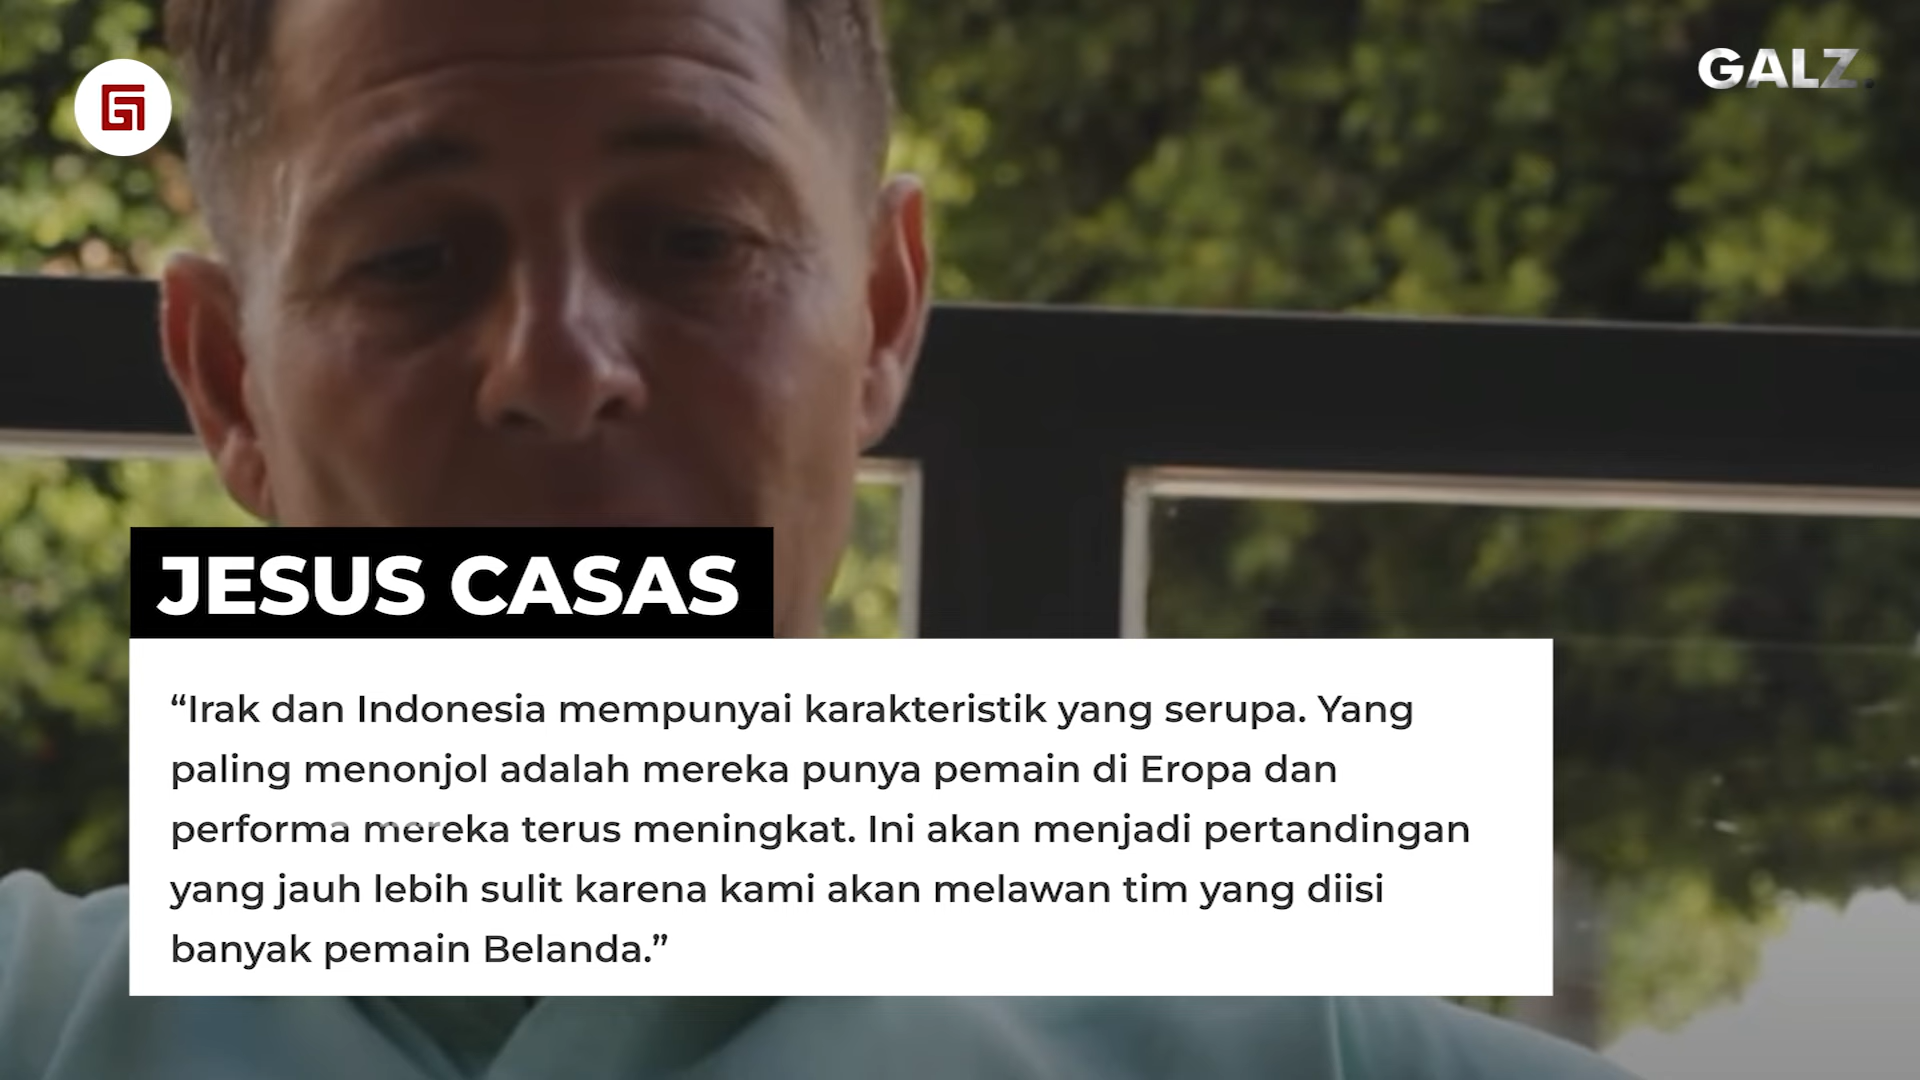 GALZ.
JESUS CASAS
“Irak dan Indonesia mempunyai karakteristik yang serupa. Yang
paling menonjol adalah mereka punya pemain di Eropa dan
performa mereka terus meningkat. Ini akan menjadi pertandingan
yang jauh lebih sulit karena kami akan melawan tim yang diisi
banyak pemain Belanda.”